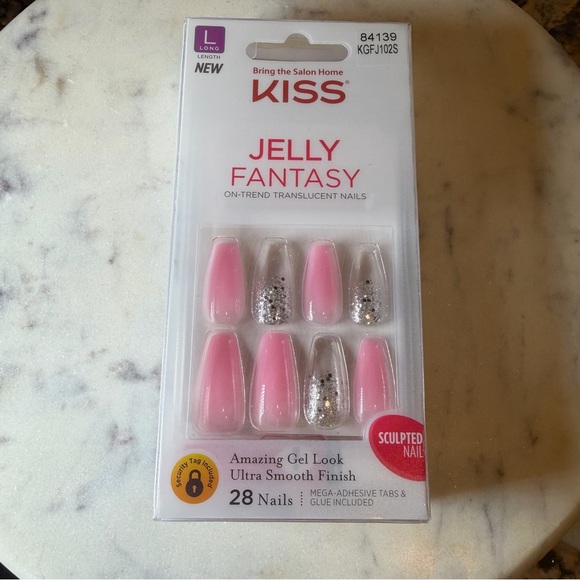 L
LONG
LENGTH
NEW
84139
KGFJ102S
Bring the Salon Home
KISS®
JELLY
FANTASY
ON-TREND TRANSLUCENT NAILS
SCULPTED
NAIL
Security Tag Included
Amazing Gel Look
Ultra Smooth Finish
28 Nails
MEGA-ADHESIVE TABS &
GLUE INCLUDED